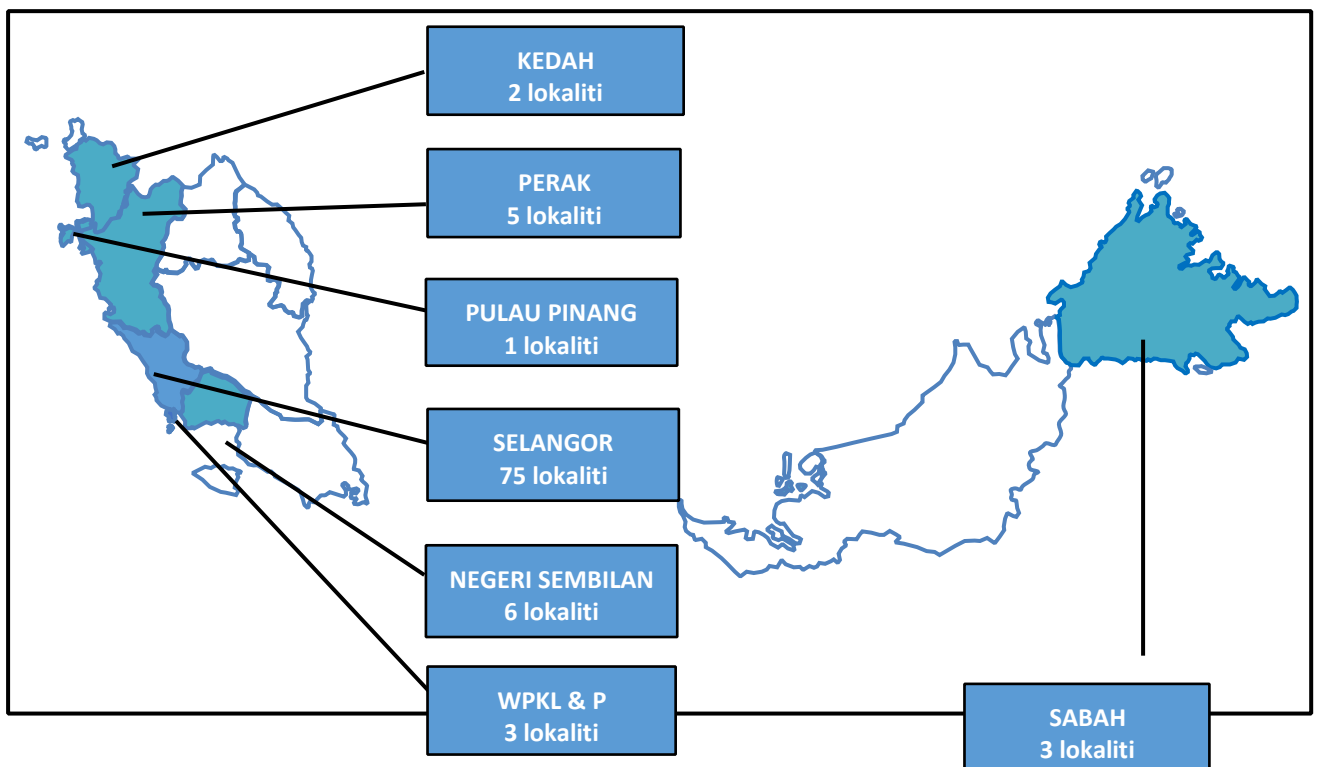 KEDAH
2 lokaliti
PERAK
5 lokaliti
PULAU PINANG
1 lokaliti
SELANGOR
75 lokaliti
NEGERI SEMBILAN
6 lokaliti
WPKL & P
3 lokaliti
SABAH
3 lokaliti